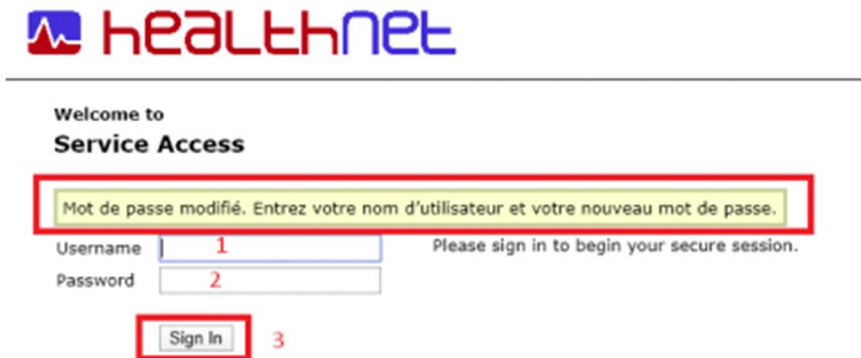 healthnet
Welcome to
Service Access
Mot de passe modifié. Entrez votre nom d'utilisateur et votre nouveau mot de passe.
Username 1 Please sign in to begin your secure session.
Password 2
Sign In 3